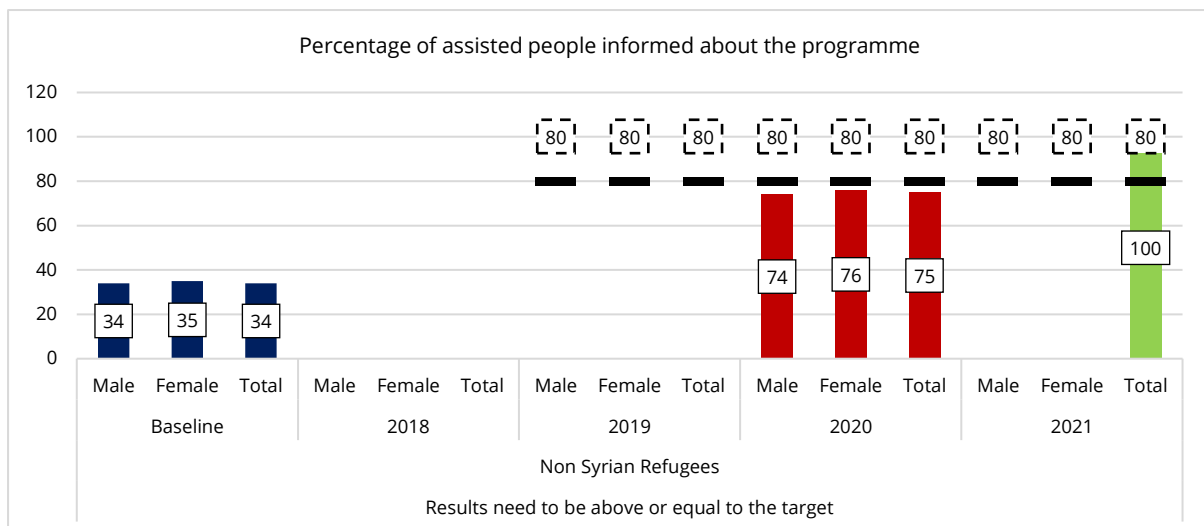 Percentage of assisted people informed about the programme
120
100
80
60
40
20
0
80 80 80 80 80 80 80 80 80
34 35 34 74 76 75 100
Male Female Total Male Female Total Male Female Total Male Female Total Male Female Total
Baseline 2018 2019 2020 2021
Non Syrian Refugees
Results need to be above or equal to the target